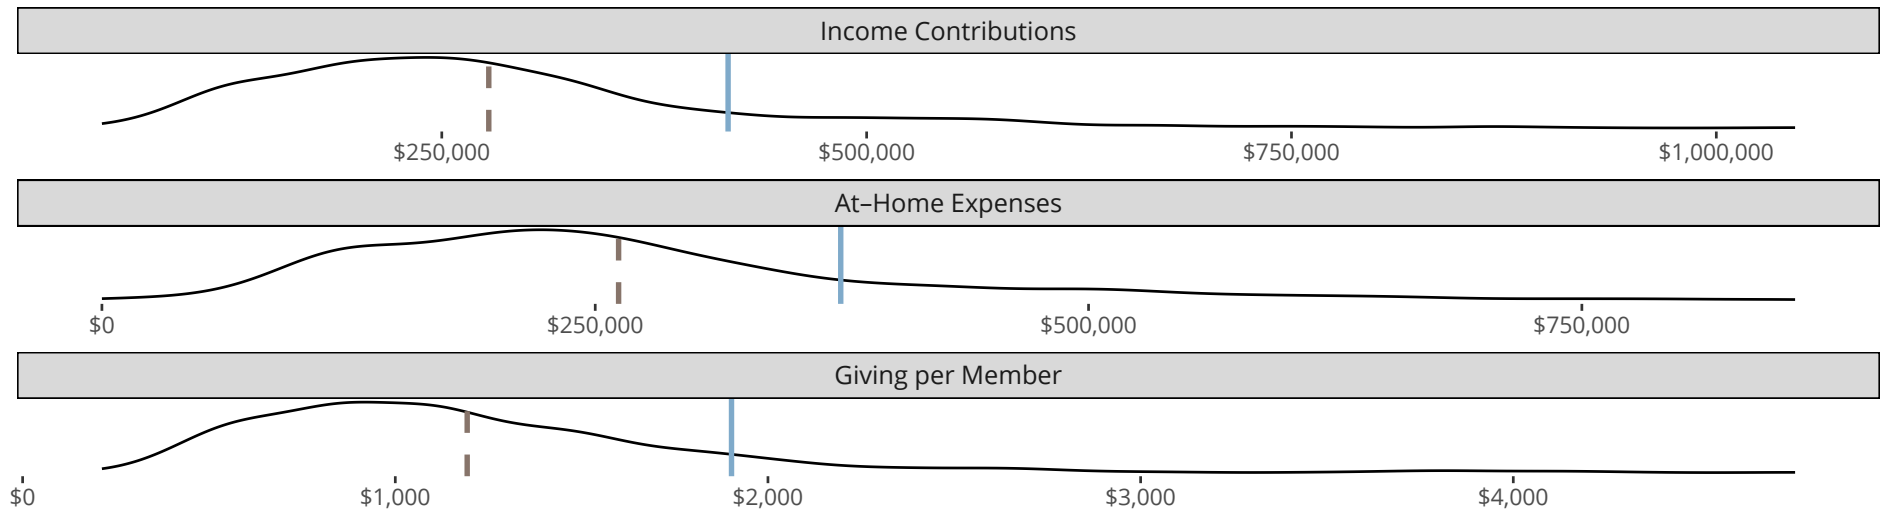 Income Contributions
$250,000 $500,000 $750,000 $1,000,000
At–Home Expenses
$0 $250,000 $500,000 $750,000
Giving per Member
$0 $1,000 $2,000 $3,000 $4,000